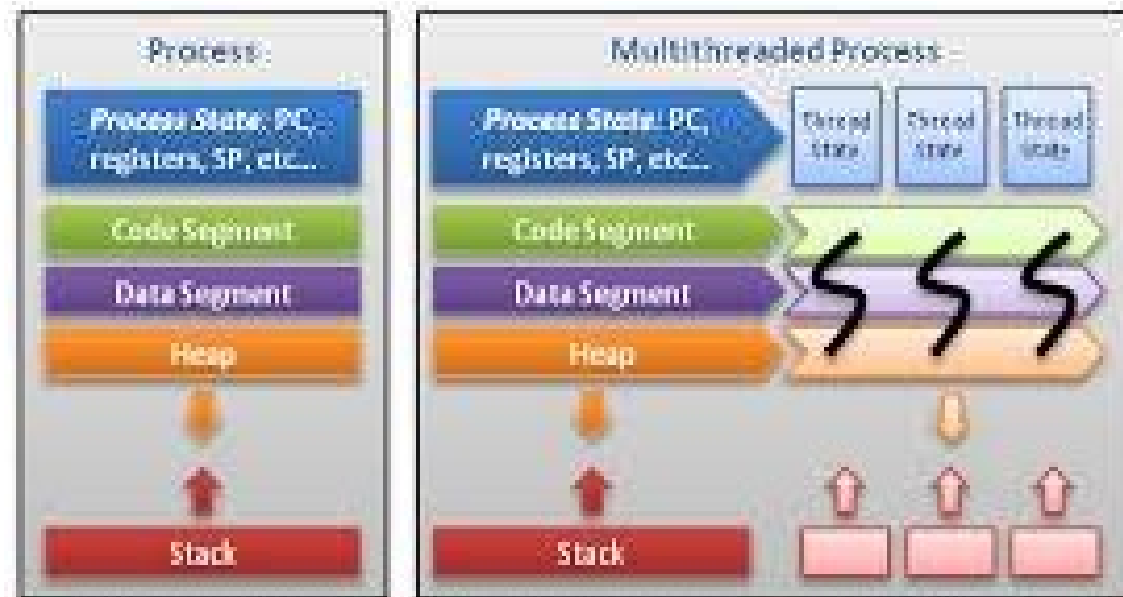 Process
Process State: PC,
registers, SP, etc...
Code Segment
Data Segment
Heap
Stack
Multithreaded Process
Process State: PC,
registers, SP, etc...
Thread
State
Thread
State
Thread
State
Code Segment
Data Segment
Heap
Stack